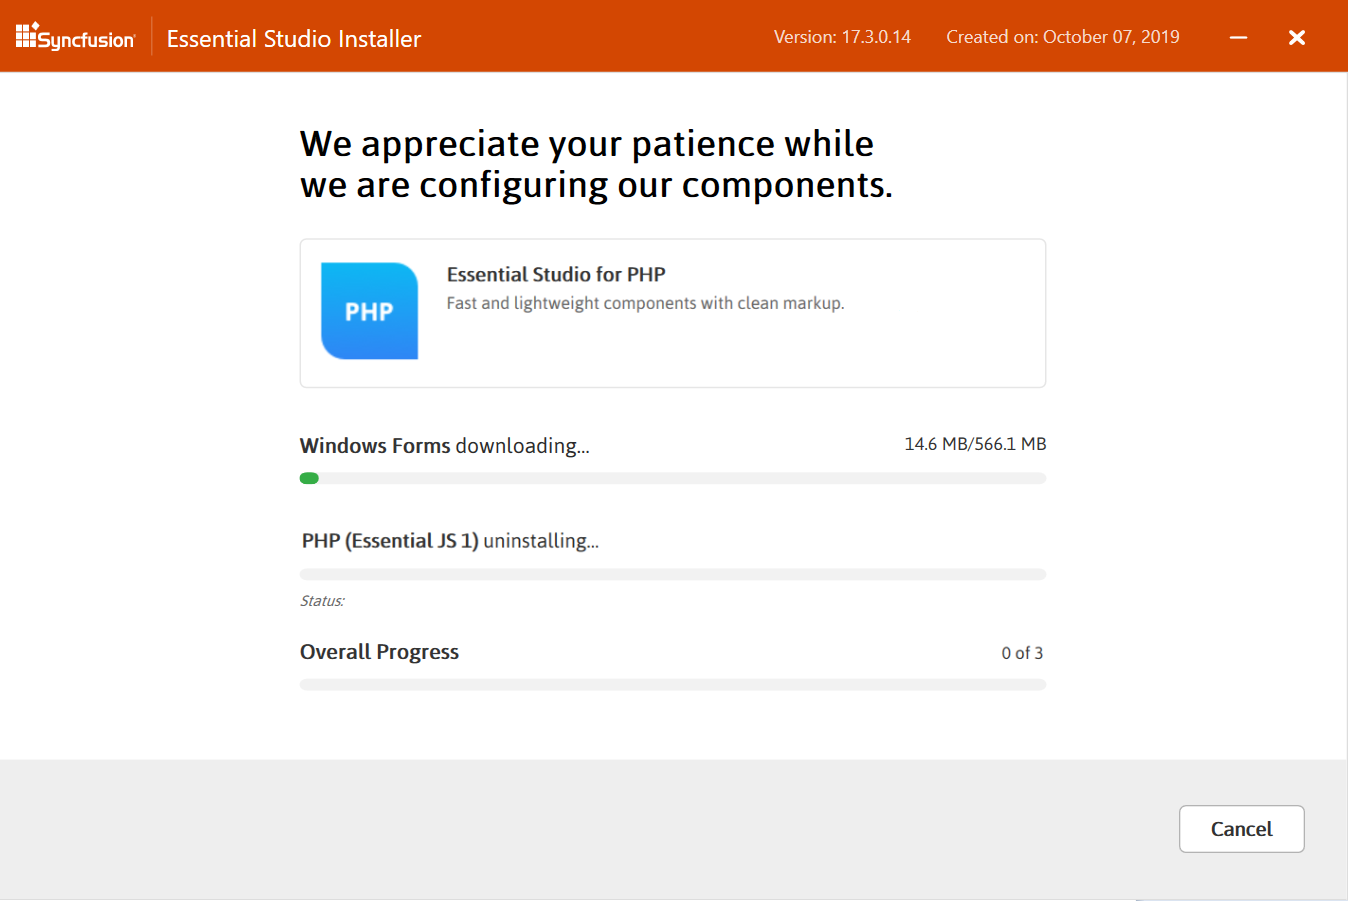 Syncfusion
Essential Studio Installer
Version: 17.3.0.14
Created on: October 07, 2019
We appreciate your patience while
we are configuring our components.
PHP
Essential Studio for PHP
Fast and lightweight components with clean markup.
Windows Forms downloading...
14.6 MB/566.1 MB
PHP (Essential JS 1) uninstalling...
Status:
Overall Progress
0 of 3
Cancel